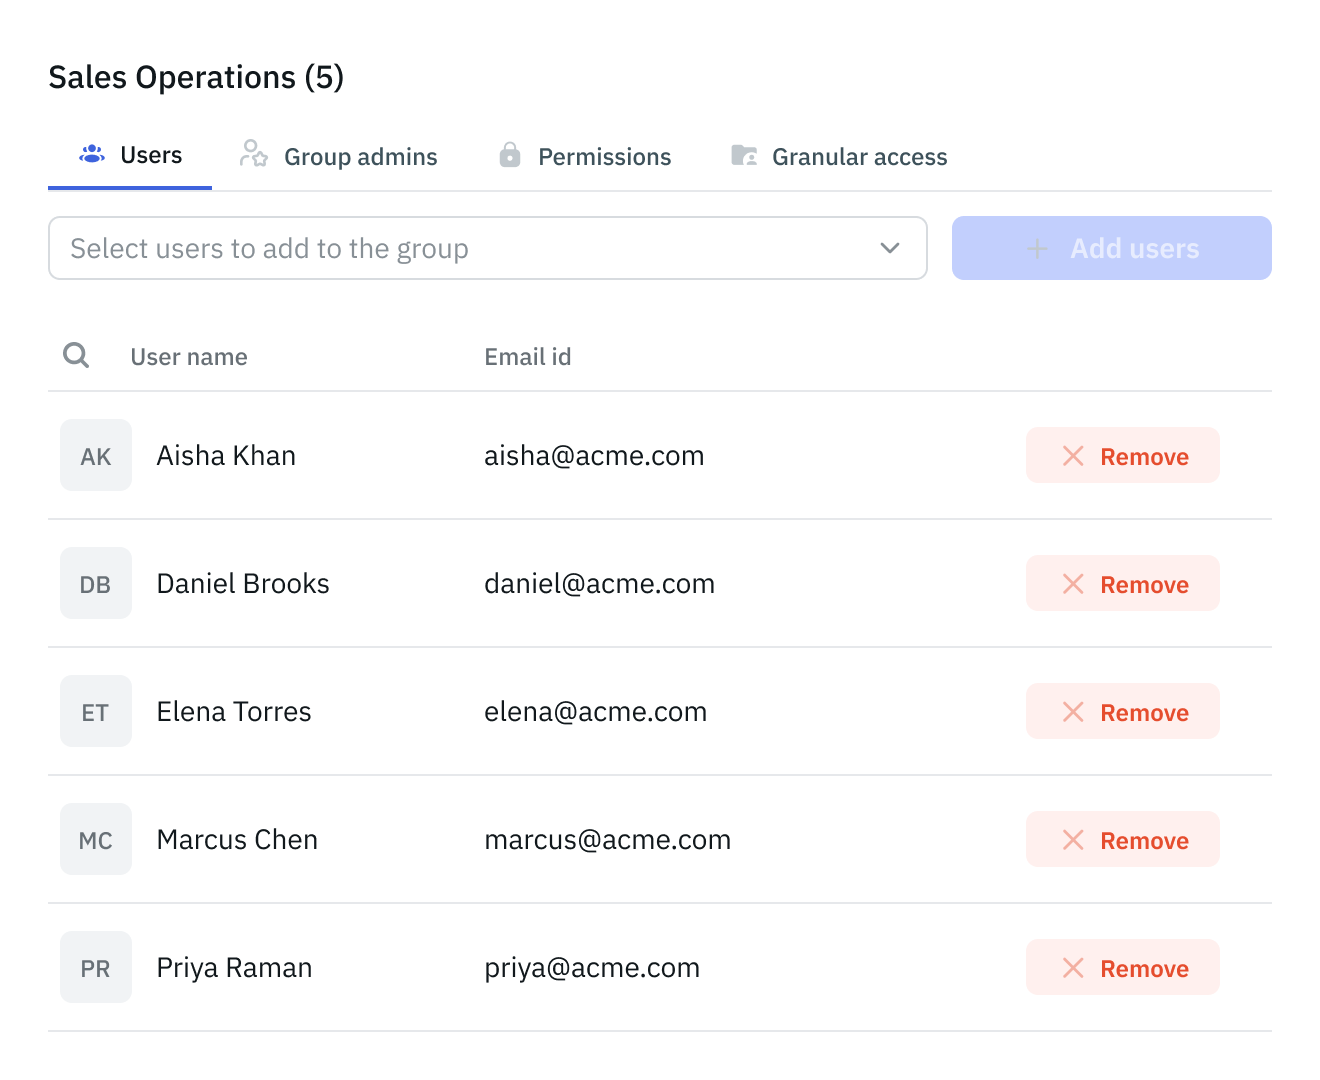 Sales Operations (5)
Users Group admins Permissions Granular access
Select users to add to the group Add users
User name Email id
AK Aisha Khan aisha@acme.com Remove
DB Daniel Brooks daniel@acme.com Remove
ET Elena Torres elena@acme.com Remove
MC Marcus Chen marcus@acme.com Remove
PR Priya Raman priya@acme.com Remove